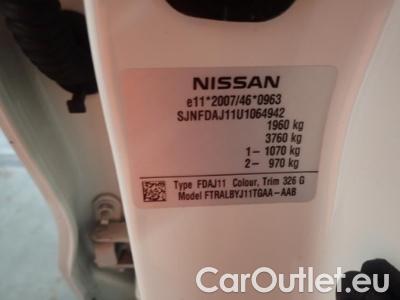 NISSAN
e11*2007/46*0963
SJNFDAJ11U1064942
1960 kg
3760 kg
1- 1070 kg
2- 970 kg
Type FDAJ11 Colour, Trim 326 G
Model FTRALBYJ11TGAA-AAB
CarOutlet.eu